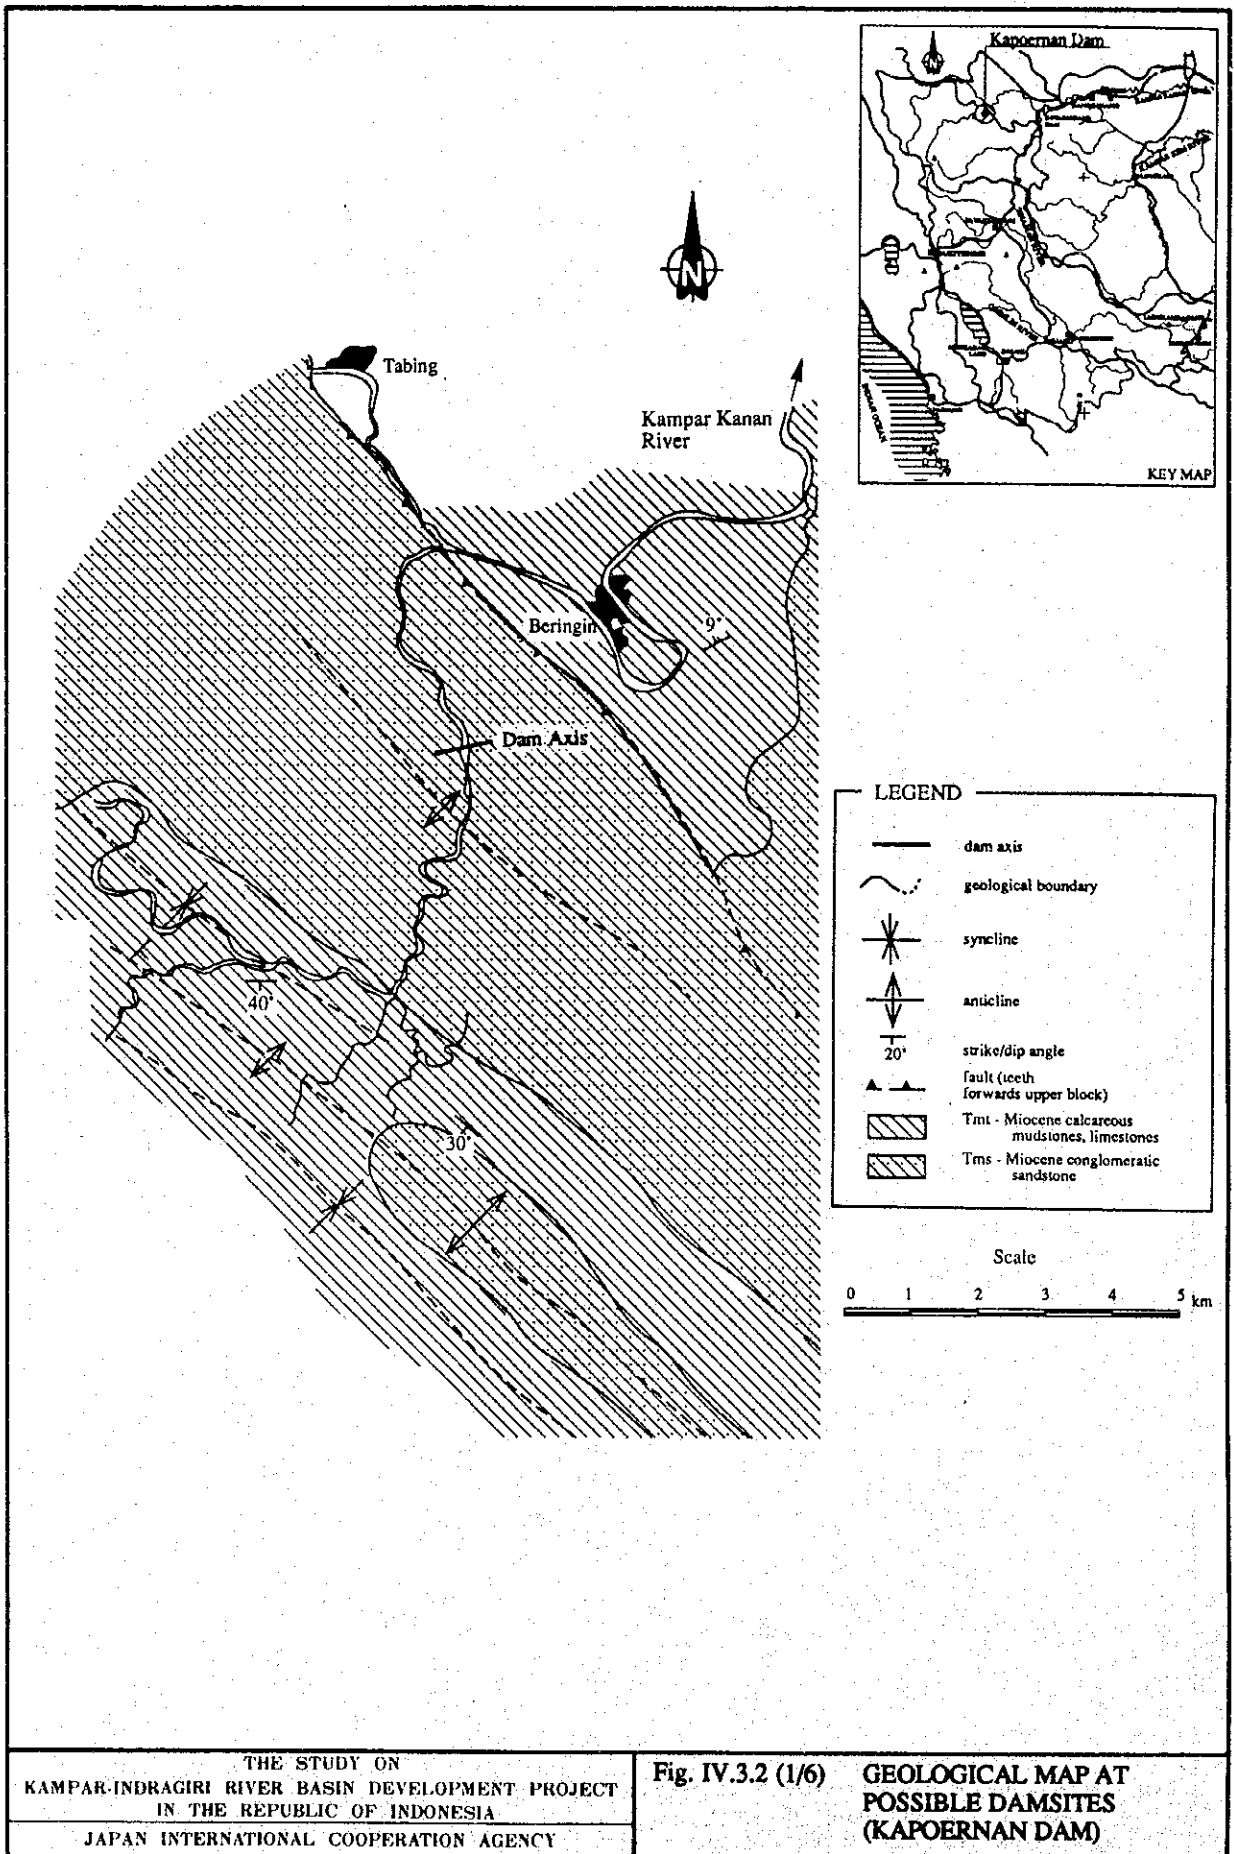 Kapoernan Dam
N
INDIAN OCEAN
KEY MAP
N
Tabing
Kampar Kanan
River
Beringin
9°
Dam Axis
40°
30°
LEGEND
dam axis
geological boundary
syncline
anticline
20°
strike/dip angle
fault (teeth
forwards upper block)
Tmt - Miocene calcareous
mudstones, limestones
Tms - Miocene conglomeratic
sandstone
Scale
0 1 2 3 4 5 km
THE STUDY ON
KAMPAR-INDRAGIRI RIVER BASIN DEVELOPMENT PROJECT
IN THE REPUBLIC OF INDONESIA
JAPAN INTERNATIONAL COOPERATION AGENCY
Fig. IV.3.2 (1/6)
GEOLOGICAL MAP AT
POSSIBLE DAMSITES
(KAPOERNAN DAM)